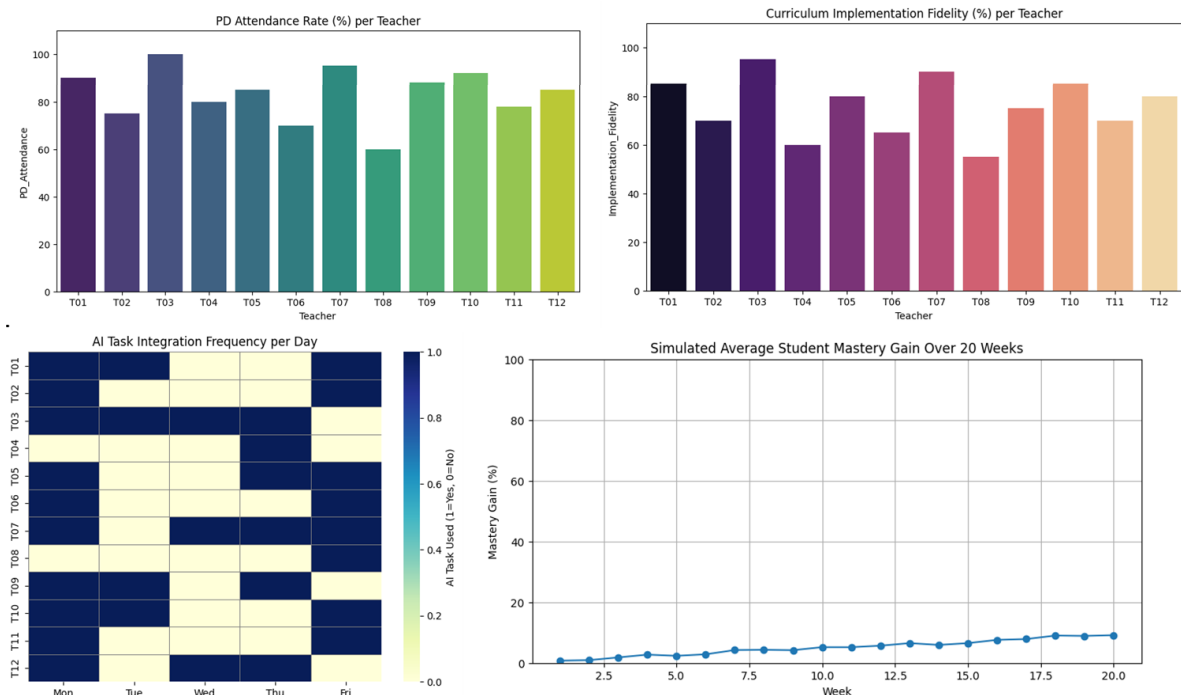 PD Attendance Rate (%) per Teacher
PD_Attendance
100
80
60
40
20
0
T01 T02 T03 T04 T05 T06 T07 T08 T09 T10 T11 T12
Teacher
Curriculum Implementation Fidelity (%) per Teacher
Implementation_Fidelity
100
80
60
40
20
0
T01 T02 T03 T04 T05 T06 T07 T08 T09 T10 T11 T12
Teacher
AI Task Integration Frequency per Day
T01
T02
T03
T04
T05
T06
T07
T08
T09
T10
T11
T12
Mon Tue Wed Thu Fri
1.0
0.8
0.6
0.4
0.2
0.0
AI Task Used (1=Yes, 0=No)
Simulated Average Student Mastery Gain Over 20 Weeks
Mastery Gain (%)
100
80
60
40
20
0
2.5 5.0 7.5 10.0 12.5 15.0 17.5 20.0
Week